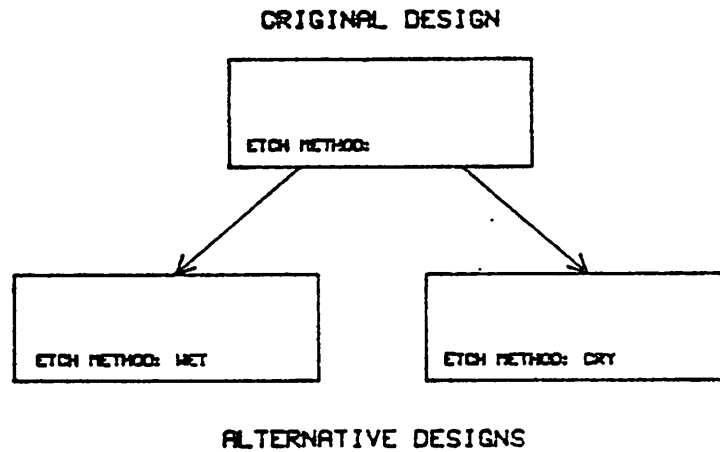 ORIGINAL DESIGN
ETCH METHOD:
ETCH METHOD: WET
ETCH METHOD: DRY
ALTERNATIVE DESIGNS